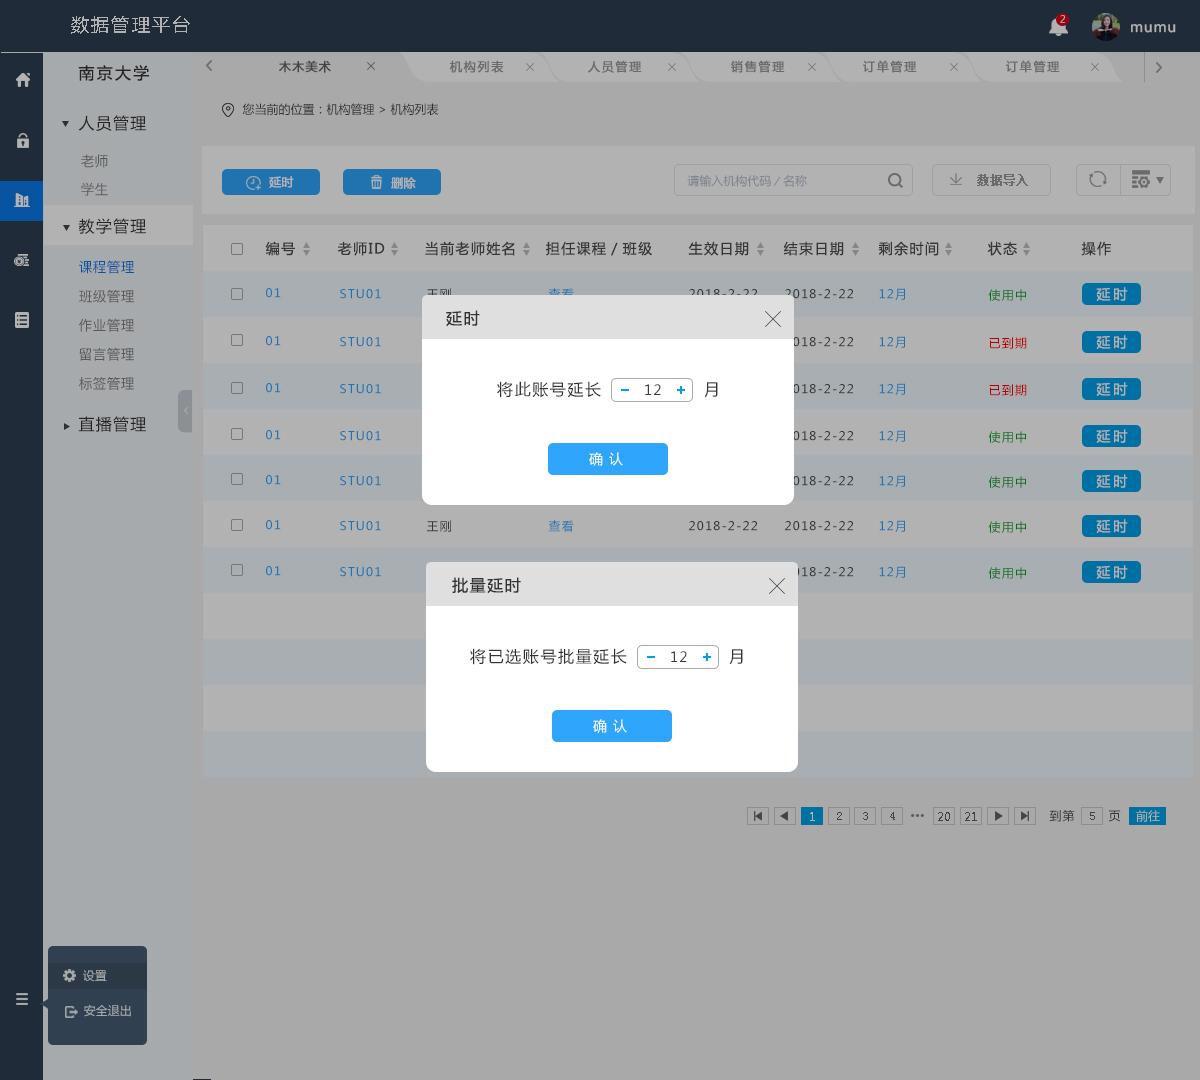 数据管理平台
2
mumu
南京大学
木木美术
机构列表
人员管理
销售管理
订单管理
订单管理
您当前的位置：机构管理 > 机构列表
人员管理
老师
学生
教学管理
课程管理
班级管理
作业管理
留言管理
标签管理
直播管理
延时
删除
请输入机构代码 / 名称
数据导入
编号 老师ID 当前老师姓名 担任课程 / 班级 生效日期 结束日期 剩余时间 状态 操作
01 STU01 王刚 查看 2018-2-22 2018-2-22 12月 使用中 延时
01 STU01 018-2-22 12月 已到期 延时
01 STU01 018-2-22 12月 已到期 延时
01 STU01 018-2-22 12月 使用中 延时
01 STU01 018-2-22 12月 使用中 延时
01 STU01 王刚 查看 2018-2-22 2018-2-22 12月 使用中 延时
01 STU01 018-2-22 12月 使用中 延时
延时
将此账号延长 − 12 + 月
确 认
批量延时
将已选账号批量延长 − 12 + 月
确 认
1 2 3 4 ••• 20 21 到第 5 页 前往
设置
安全退出